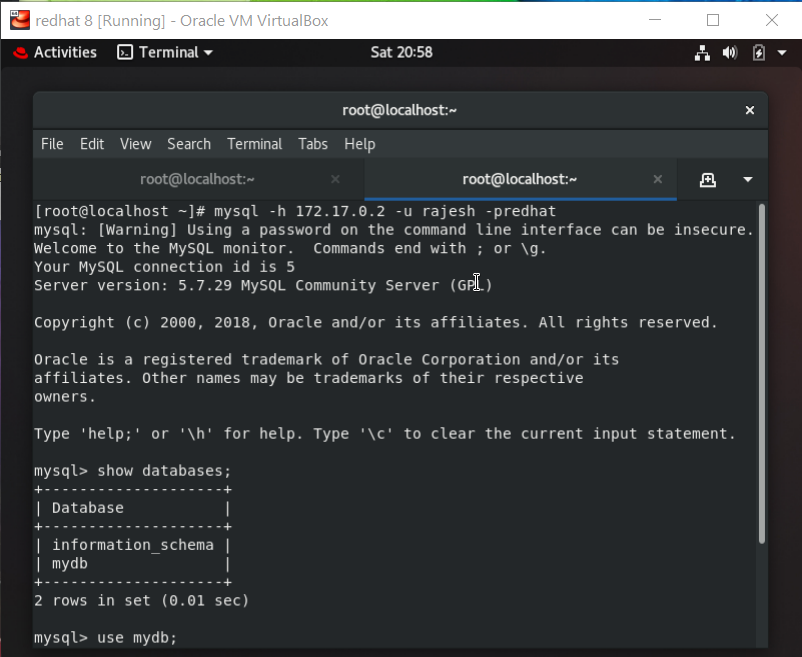 redhat 8 [Running] - Oracle VM VirtualBox
Activities Terminal Sat 20:58
root@localhost:~
File Edit View Search Terminal Tabs Help
root@localhost:~ root@localhost:~
[root@localhost ~]# mysql -h 172.17.0.2 -u rajesh -predhat
mysql: [Warning] Using a password on the command line interface can be insecure.
Welcome to the MySQL monitor.  Commands end with ; or \g.
Your MySQL connection id is 5
Server version: 5.7.29 MySQL Community Server (GPL)
Copyright (c) 2000, 2018, Oracle and/or its affiliates. All rights reserved.
Oracle is a registered trademark of Oracle Corporation and/or its
affiliates. Other names may be trademarks of their respective
owners.
Type 'help;' or '\h' for help. Type '\c' to clear the current input statement.
mysql> show databases;
+--------------------+
| Database           |
+--------------------+
| information_schema |
| mydb               |
+--------------------+
2 rows in set (0.01 sec)
mysql> use mydb;